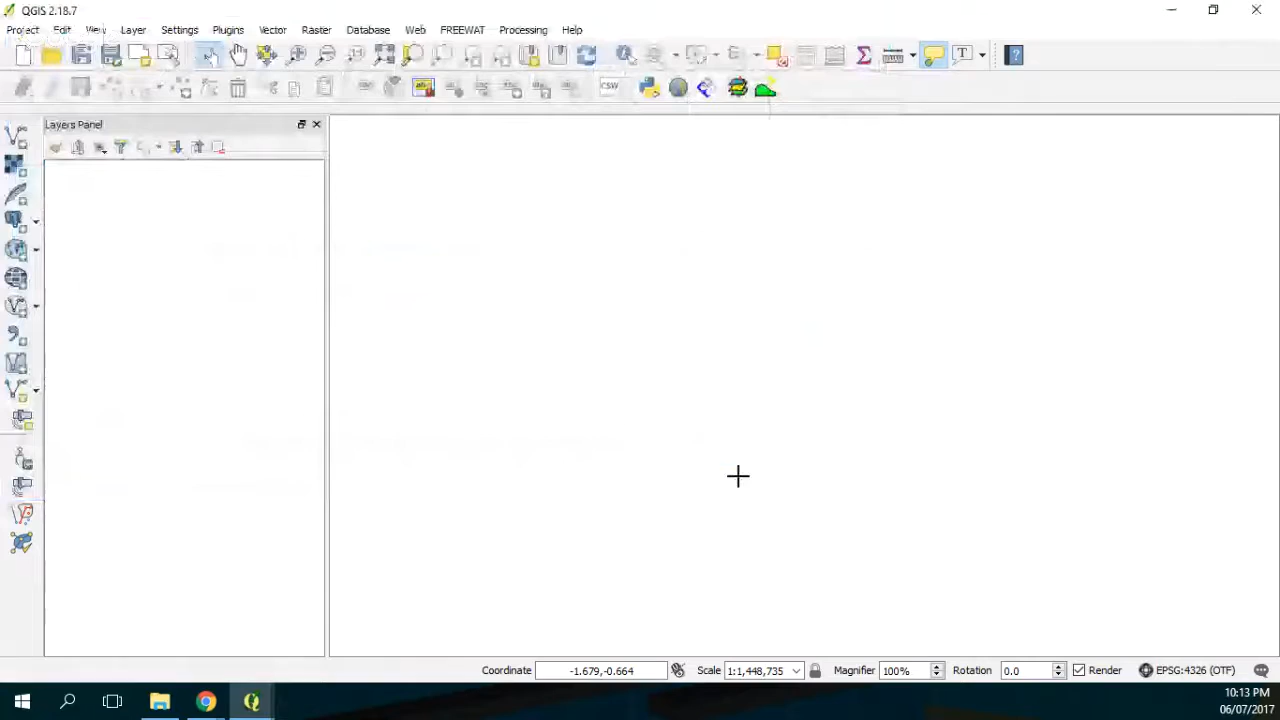 QGIS 2.18.7
Project Edit View Layer Settings Plugins Vector Raster Database Web FREEWAT Processing Help
CSW
Layers Panel
Coordinate -1.679,-0.664 Scale 1:1,448,735 Magnifier 100% Rotation 0.0 Render EPSG:4326 (OTF)
10:13 PM
06/07/2017